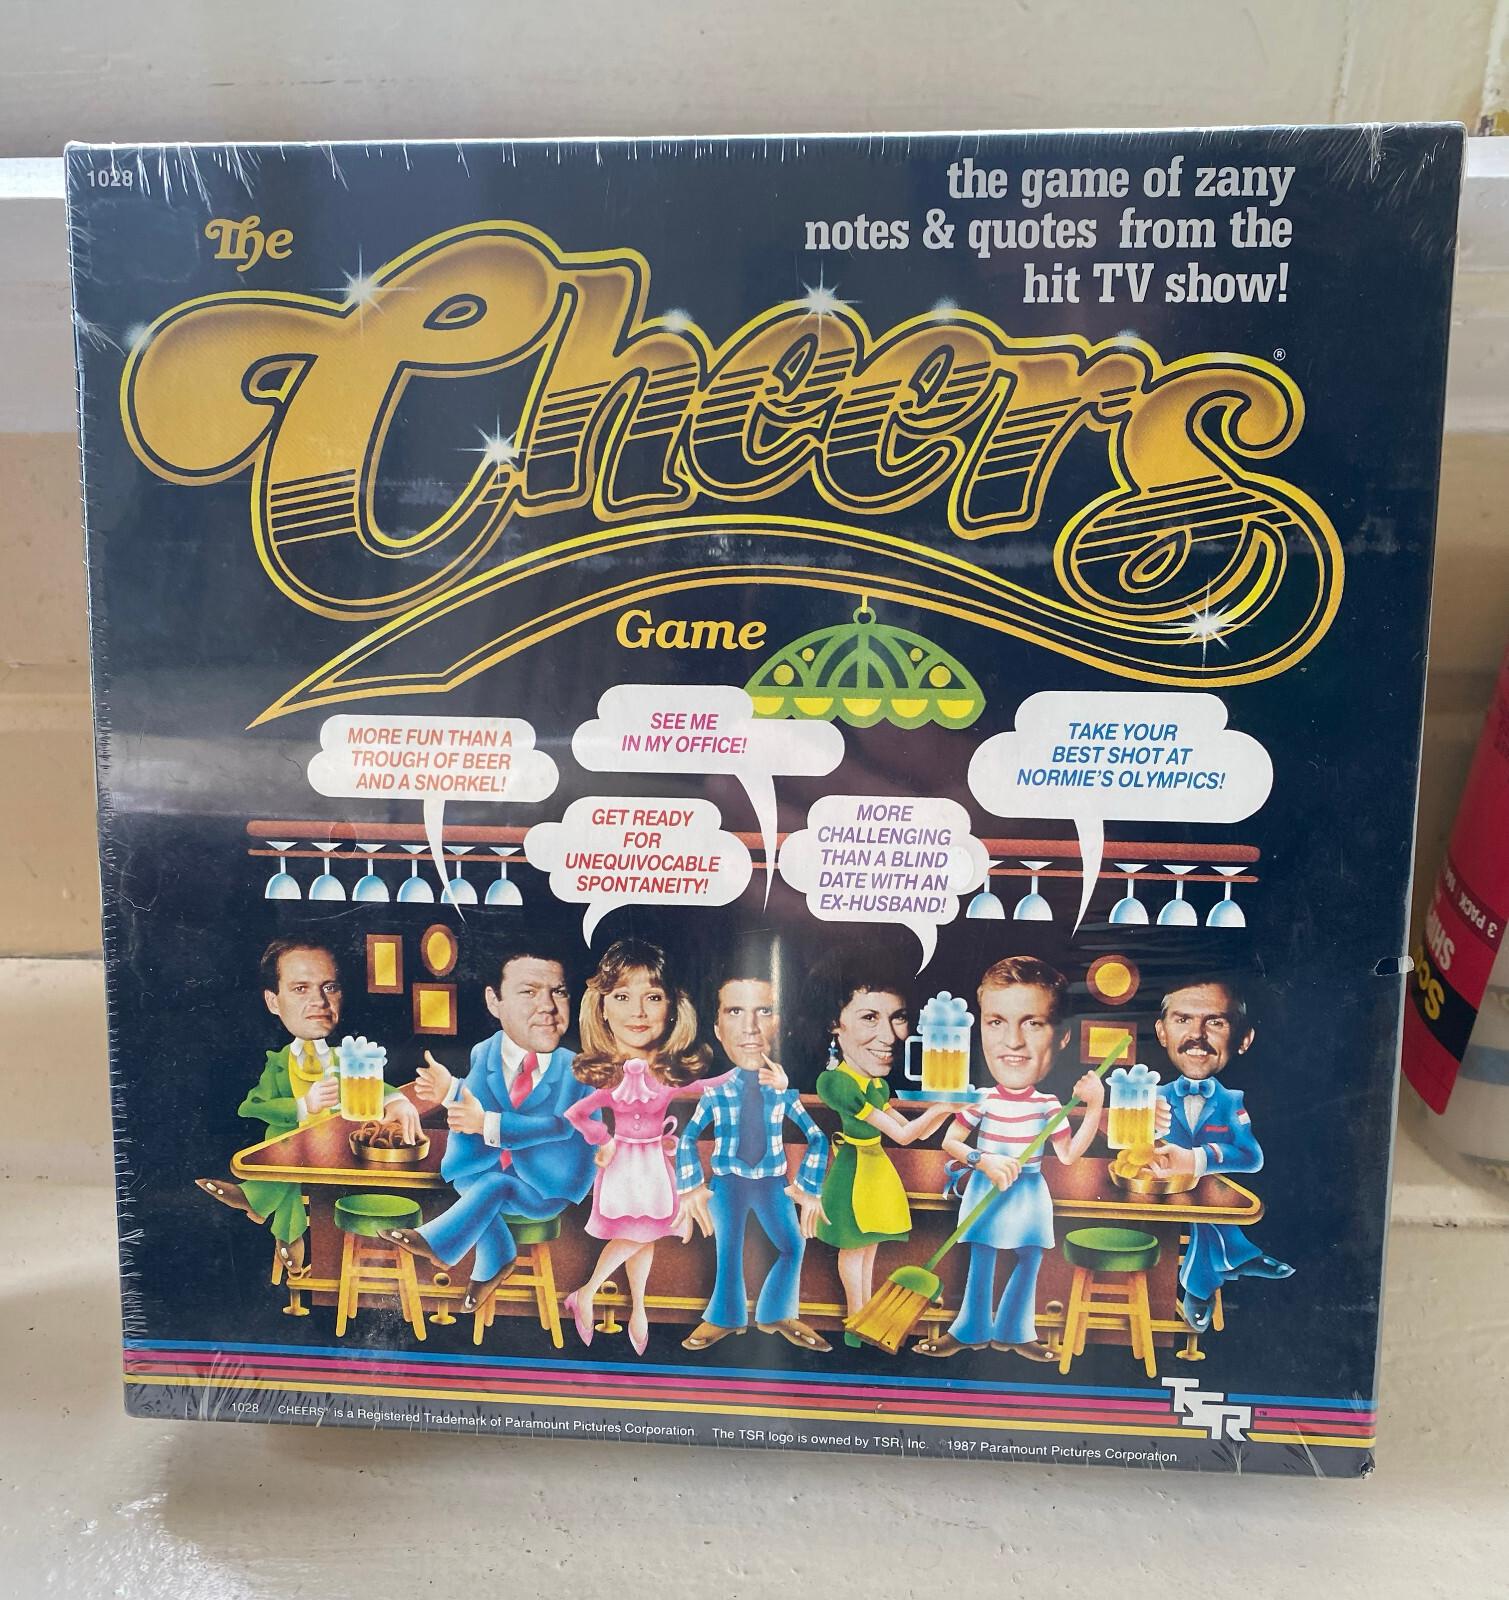 1028
the game of zany
notes & quotes from the
hit TV show!
The
Cheers®
Game
MORE FUN THAN A
TROUGH OF BEER
AND A SNORKEL!
SEE ME
IN MY OFFICE!
TAKE YOUR
BEST SHOT AT
NORMIE'S OLYMPICS!
GET READY
FOR
UNEQUIVOCABLE
SPONTANEITY!
MORE
CHALLENGING
THAN A BLIND
DATE WITH AN
EX-HUSBAND!
TSR™
1028 CHEERS® is a Registered Trademark of Paramount Pictures Corporation. The TSR logo is owned by TSR, Inc. ©1987 Paramount Pictures Corporation.
3 PACK